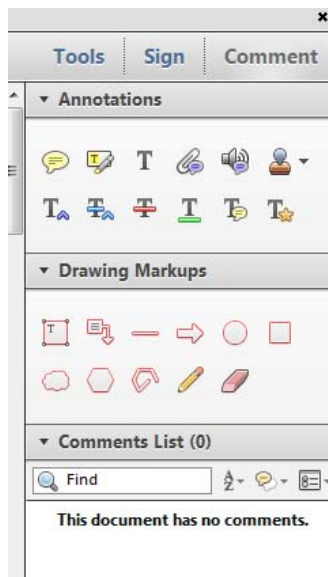 Tools Sign Comment
Annotations
Drawing Markups
Comments List (0)
Find
This document has no comments.